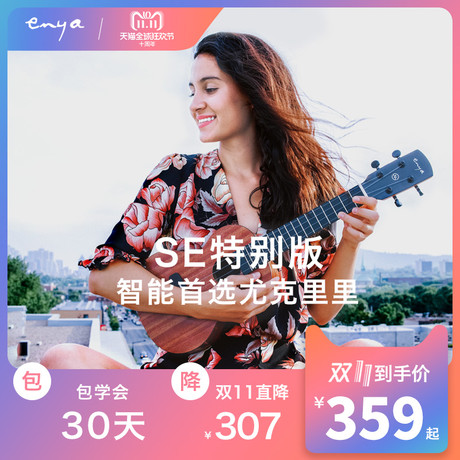 enya
10
11.11
天猫全球狂欢节
十周年
enya
SE特别版
智能首选尤克里里
包
包学会
30天
降
双11直降
¥307
双11到手价
¥359起